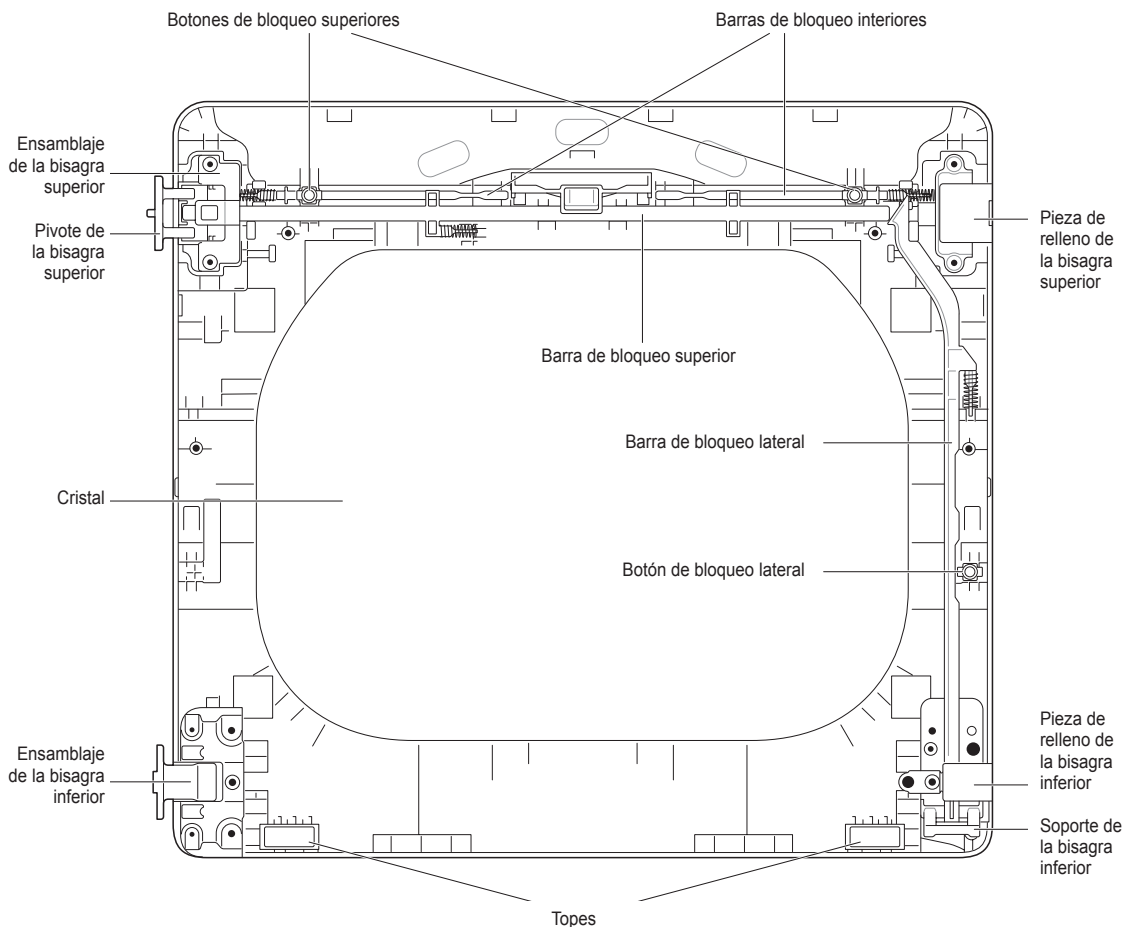 Botones de bloqueo superiores
Barras de bloqueo interiores
Ensamblaje
de la bisagra
superior
Pivote de
la bisagra
superior
Pieza de
relleno de
la bisagra
superior
Barra de bloqueo superior
Barra de bloqueo lateral
Cristal
Botón de bloqueo lateral
Ensamblaje
de la bisagra
inferior
Pieza de
relleno de
la bisagra
inferior
Soporte de
la bisagra
inferior
Topes